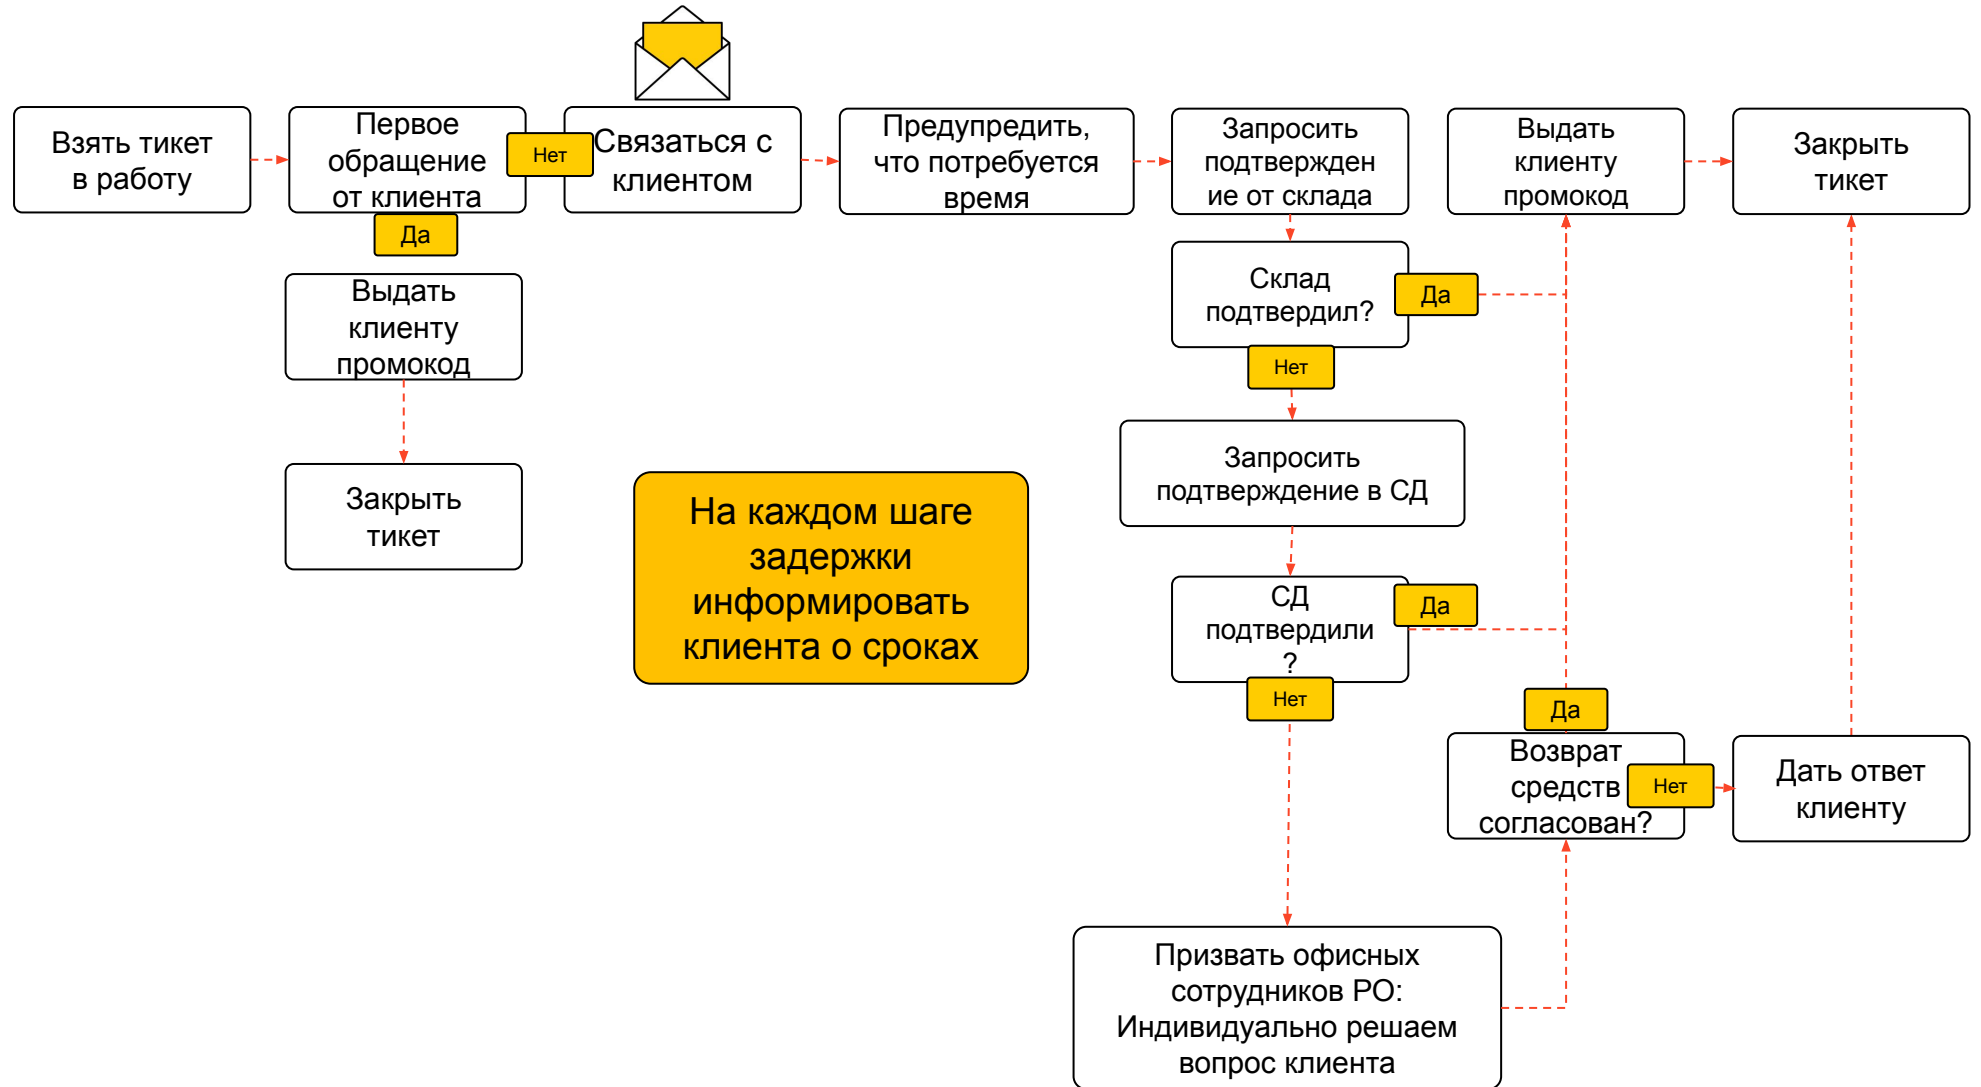 Взять тикет
в работу
Первое
обращение
от клиента
Нет
Да
Связаться с
клиентом
Предупредить,
что потребуется
время
Запросить
подтвержден
ие от склада
Выдать
клиенту
промокод
Закрыть
тикет
Выдать
клиенту
промокод
Закрыть
тикет
На каждом шаге
задержки
информировать
клиента о сроках
Склад
подтвердил?
Да
Нет
Запросить
подтверждение в СД
СД
подтвердили
?
Да
Нет
Да
Возврат
средств
согласован?
Нет
Дать ответ
клиенту
Призвать офисных
сотрудников РО:
Индивидуально решаем
вопрос клиента